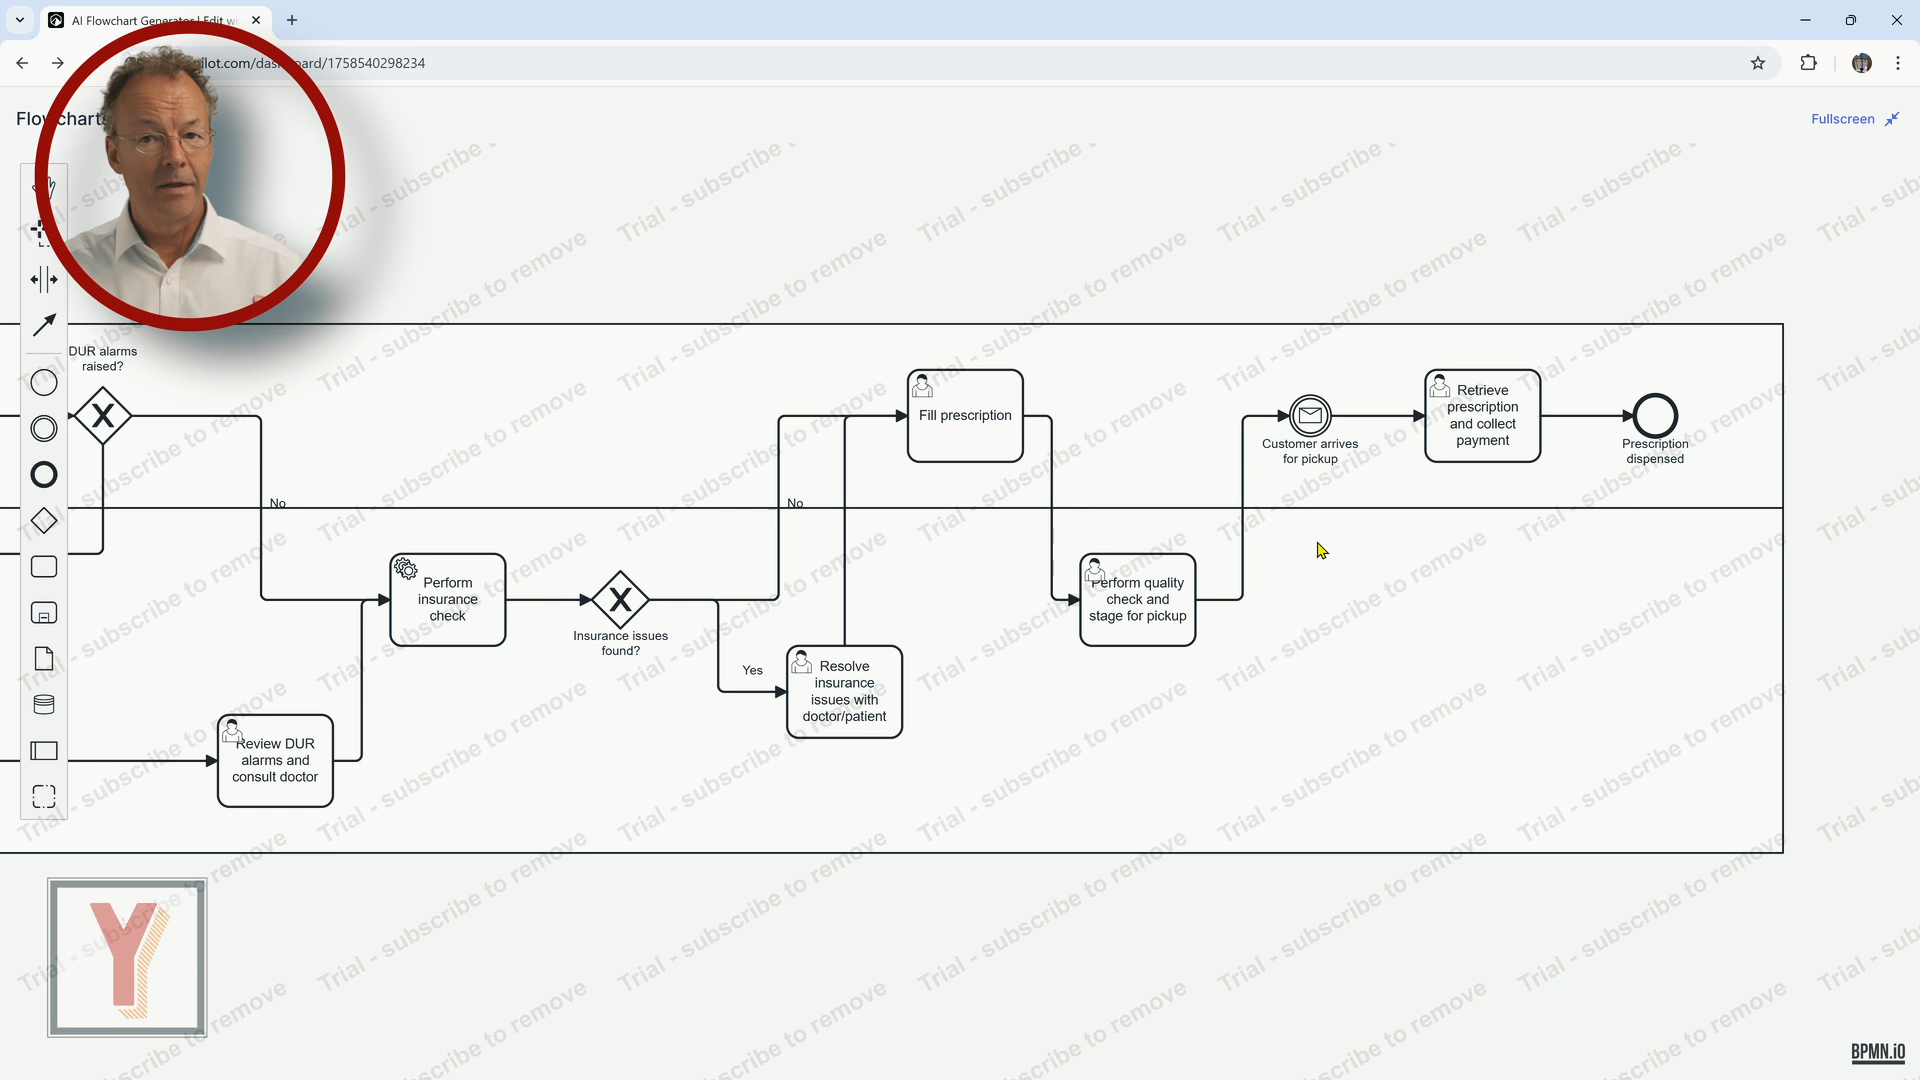 AI Flowchart Generator | Edit w
ilot.com/dashboard/1758540298234
Flowcharts
Fullscreen
DUR alarms
raised?
No
Perform
insurance
check
Insurance issues
found?
No
Yes
Resolve
insurance
issues with
doctor/patient
Review DUR
alarms and
consult doctor
Fill prescription
Perform quality
check and
stage for pickup
Customer arrives
for pickup
Retrieve
prescription
and collect
payment
Prescription
dispensed
Trial - subscribe to remove
Y
BPMN.iO